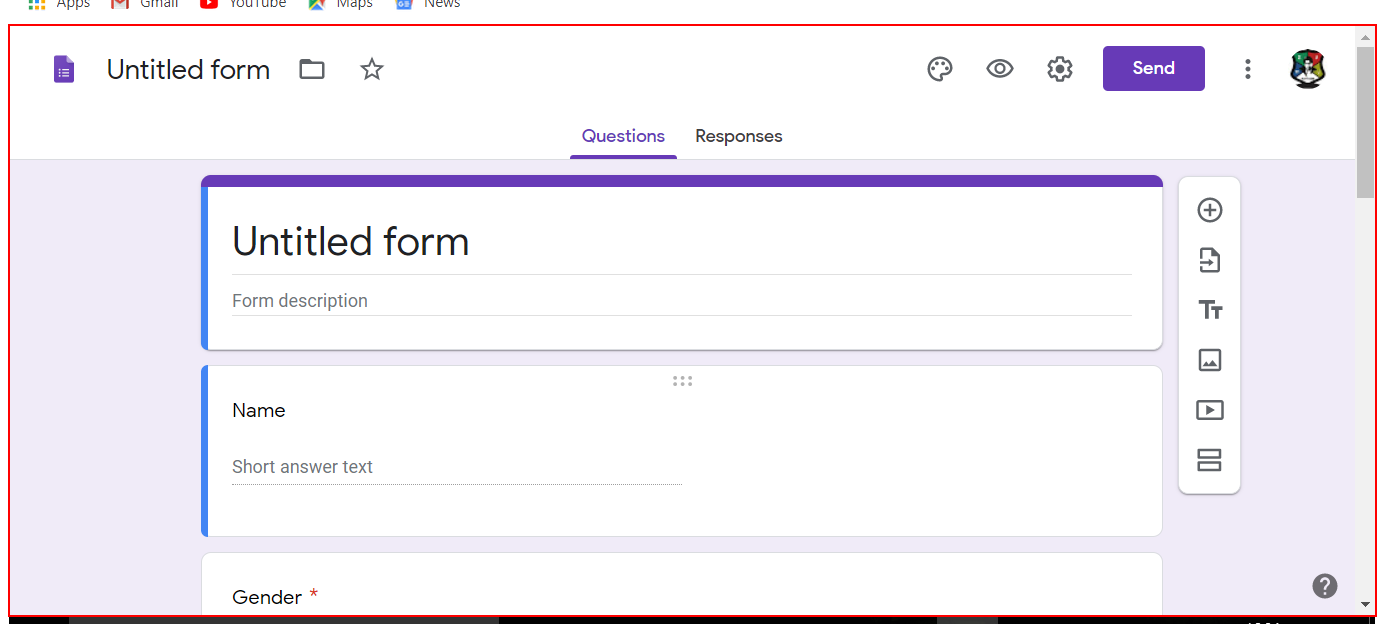 Apps Gmail YouTube Maps News
Untitled form
Send
Questions Responses
Untitled form
Form description
Name
Short answer text
Gender *